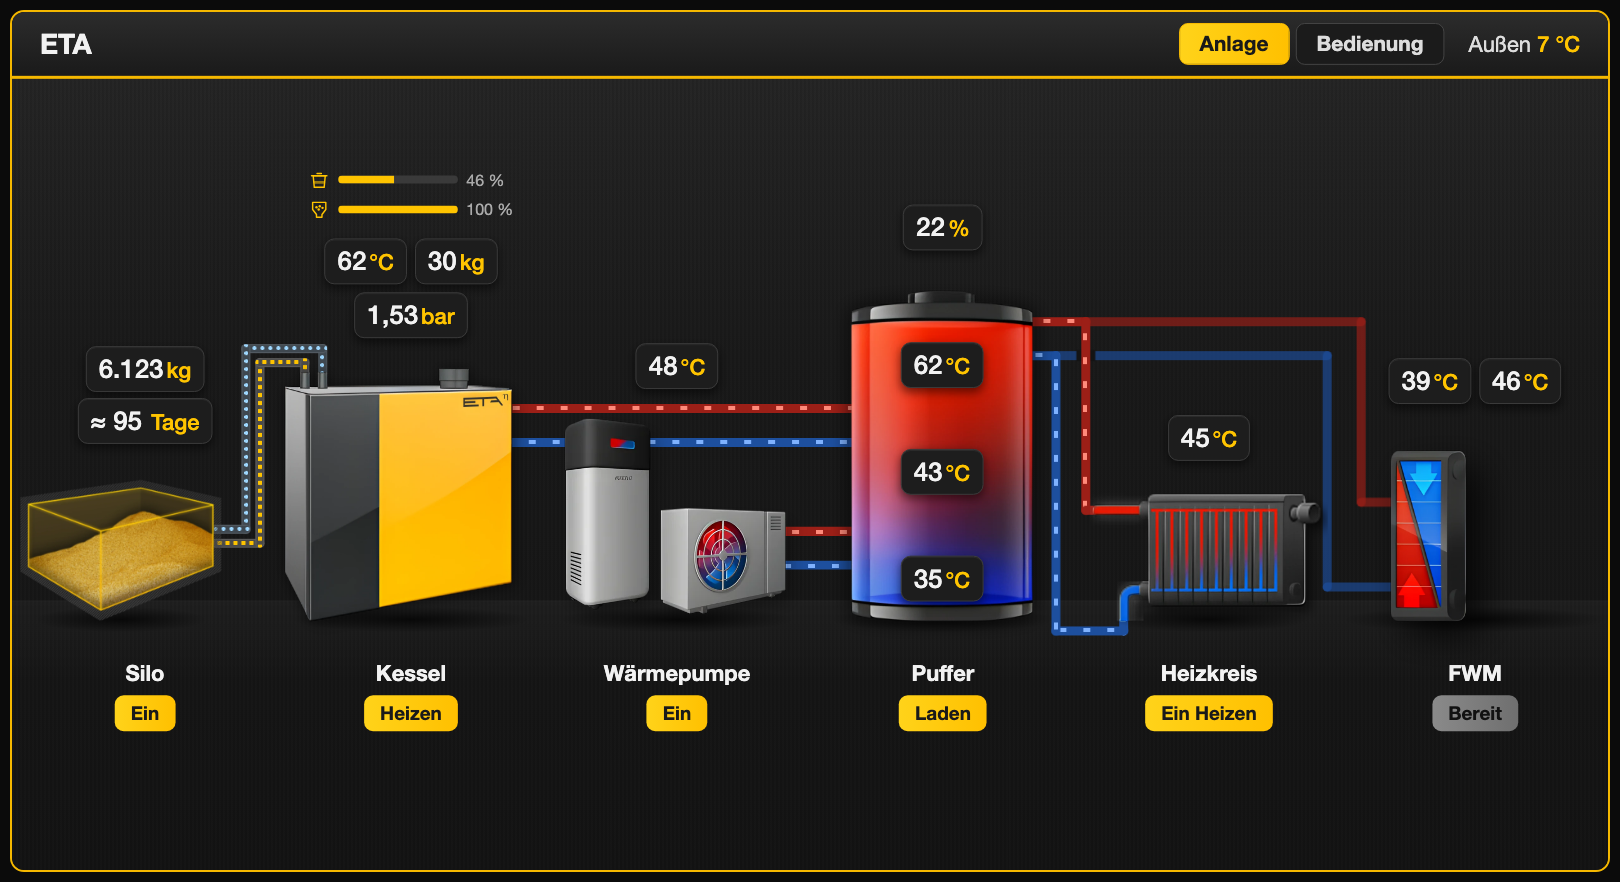 ETA
Anlage
Bedienung
Außen 7 °C
46 %
100 %
62 °C
30 kg
1,53 bar
22 %
6.123 kg
≈ 95 Tage
48 °C
ETA
62 °C
43 °C
35 °C
45 °C
39 °C
46 °C
Silo
Ein
Kessel
Heizen
Wärmepumpe
Ein
Puffer
Laden
Heizkreis
Ein Heizen
FWM
Bereit